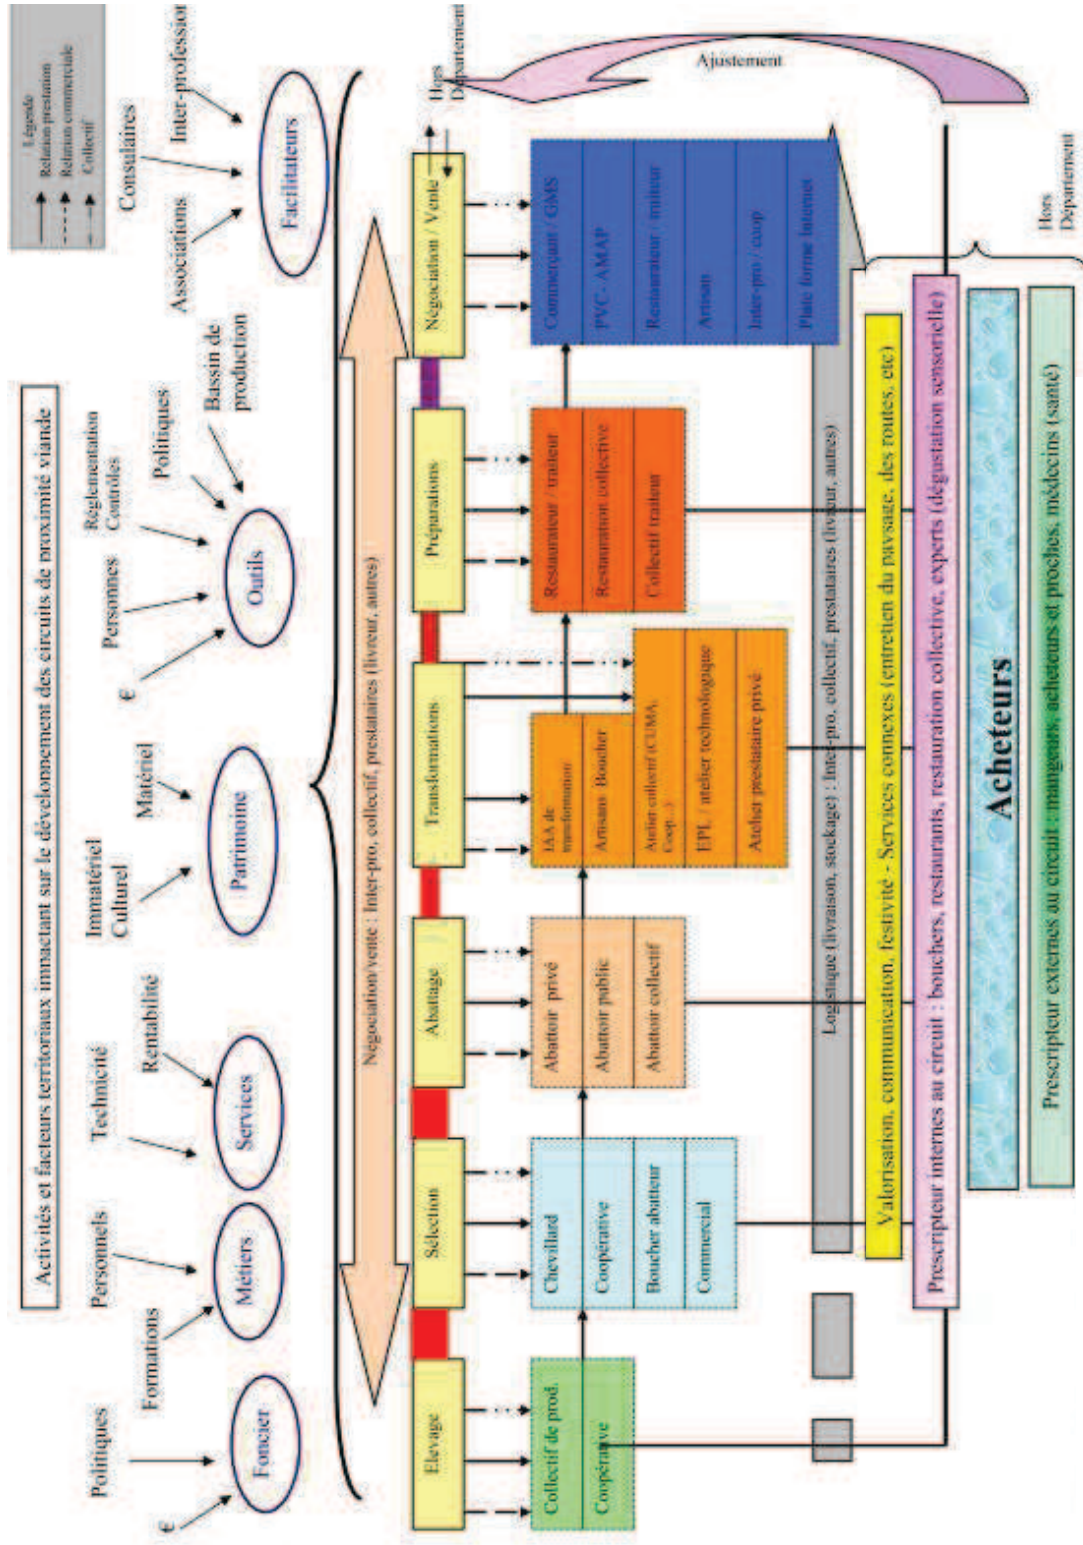 Activités et facteurs territoriaux impactant sur le développement des circuits de proximité viande
Légende
Relation prestation
Relation commerciale
Collectif
Politiques
€
Foncier
Formations
Personnels
Métiers
Technicité
Rentabilité
Services
Immatériel
Culturel
Matériel
Patrimoine
€
Personnes
Réglementation
Contrôles
Politiques
Bassin de
production
Outils
Associations
Consulaires
Inter-profession
Facilitateurs
Négociation/vente : Inter-pro, collectif, prestataires (livreur, autres)
Elevage
Sélection
Abattage
Transformations
Préparations
Négociation / Vente
Hors
Département
Ajustement
Collectif de prod.
Coopérative
Chevillard
Coopérative
Boucher abatteur
Commercial
Abattoir privé
Abattoir public
Abattoir collectif
IAA de
transformation
Artisans Boucher
Atelier collectif (CUMA,
Coop..)
EPL / atelier technologique
Atelier prestataire privé
Restaurateur / traiteur
Restauration collective
Collectif traiteur
Commerçant / GMS
PVC - AMAP
Restaurateur / traiteur
Artisan
Inter-pro / coop
Plate forme Internet
Logistique (livraison, stockage) : Inter-pro, collectif, prestataires (livreur, autres)
Valorisation, communication, festivité - Services connexes (entretien du paysage, des routes, etc)
Prescripteur internes au circuit : bouchers, restaurants, restauration collective, experts (dégustation sensorielle)
Acheteurs
Prescripteur externes au circuit : mangeurs, acheteurs et proches, médecins (santé)
Hors
Département